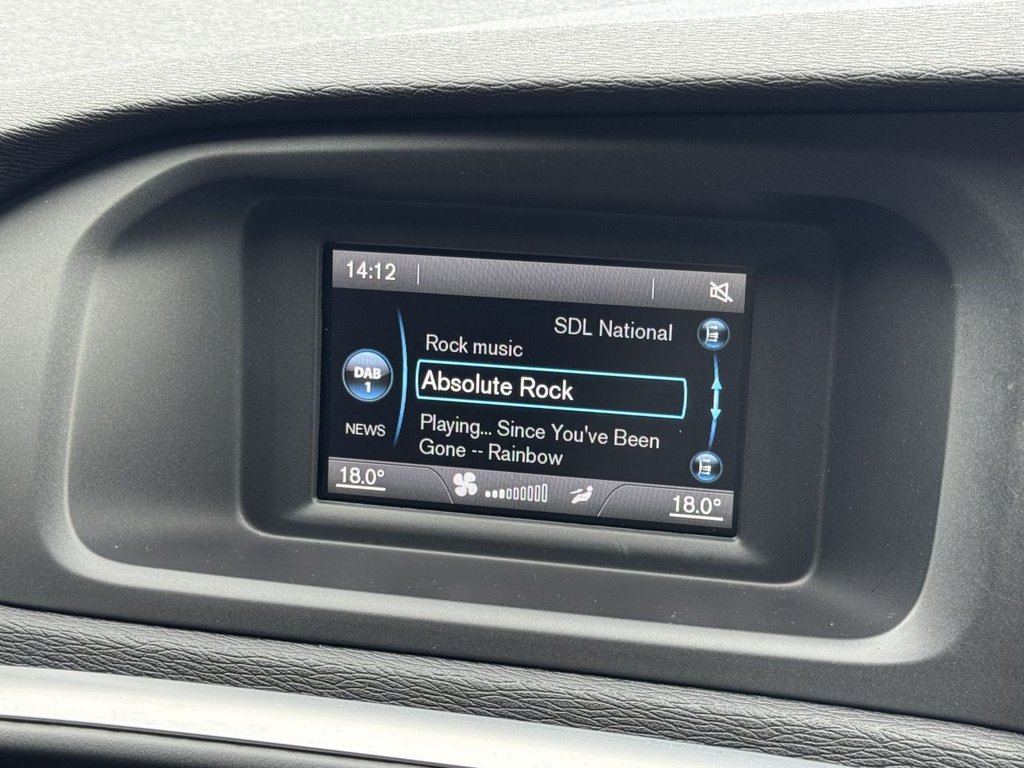 14:12
SDL National
Rock music
DAB
1
Absolute Rock
NEWS
Playing... Since You've Been
Gone -- Rainbow
18.0°
18.0°